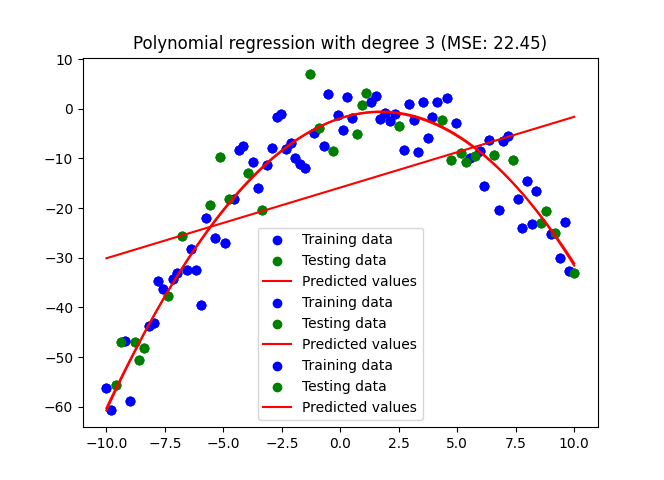 Polynomial regression with degree 3 (MSE: 22.45)
10
0
−10
−20
−30
−40
−50
−60
Training data
Testing data
Predicted values
Training data
Testing data
Predicted values
Training data
Testing data
Predicted values
−10.0 −7.5 −5.0 −2.5 0.0 2.5 5.0 7.5 10.0